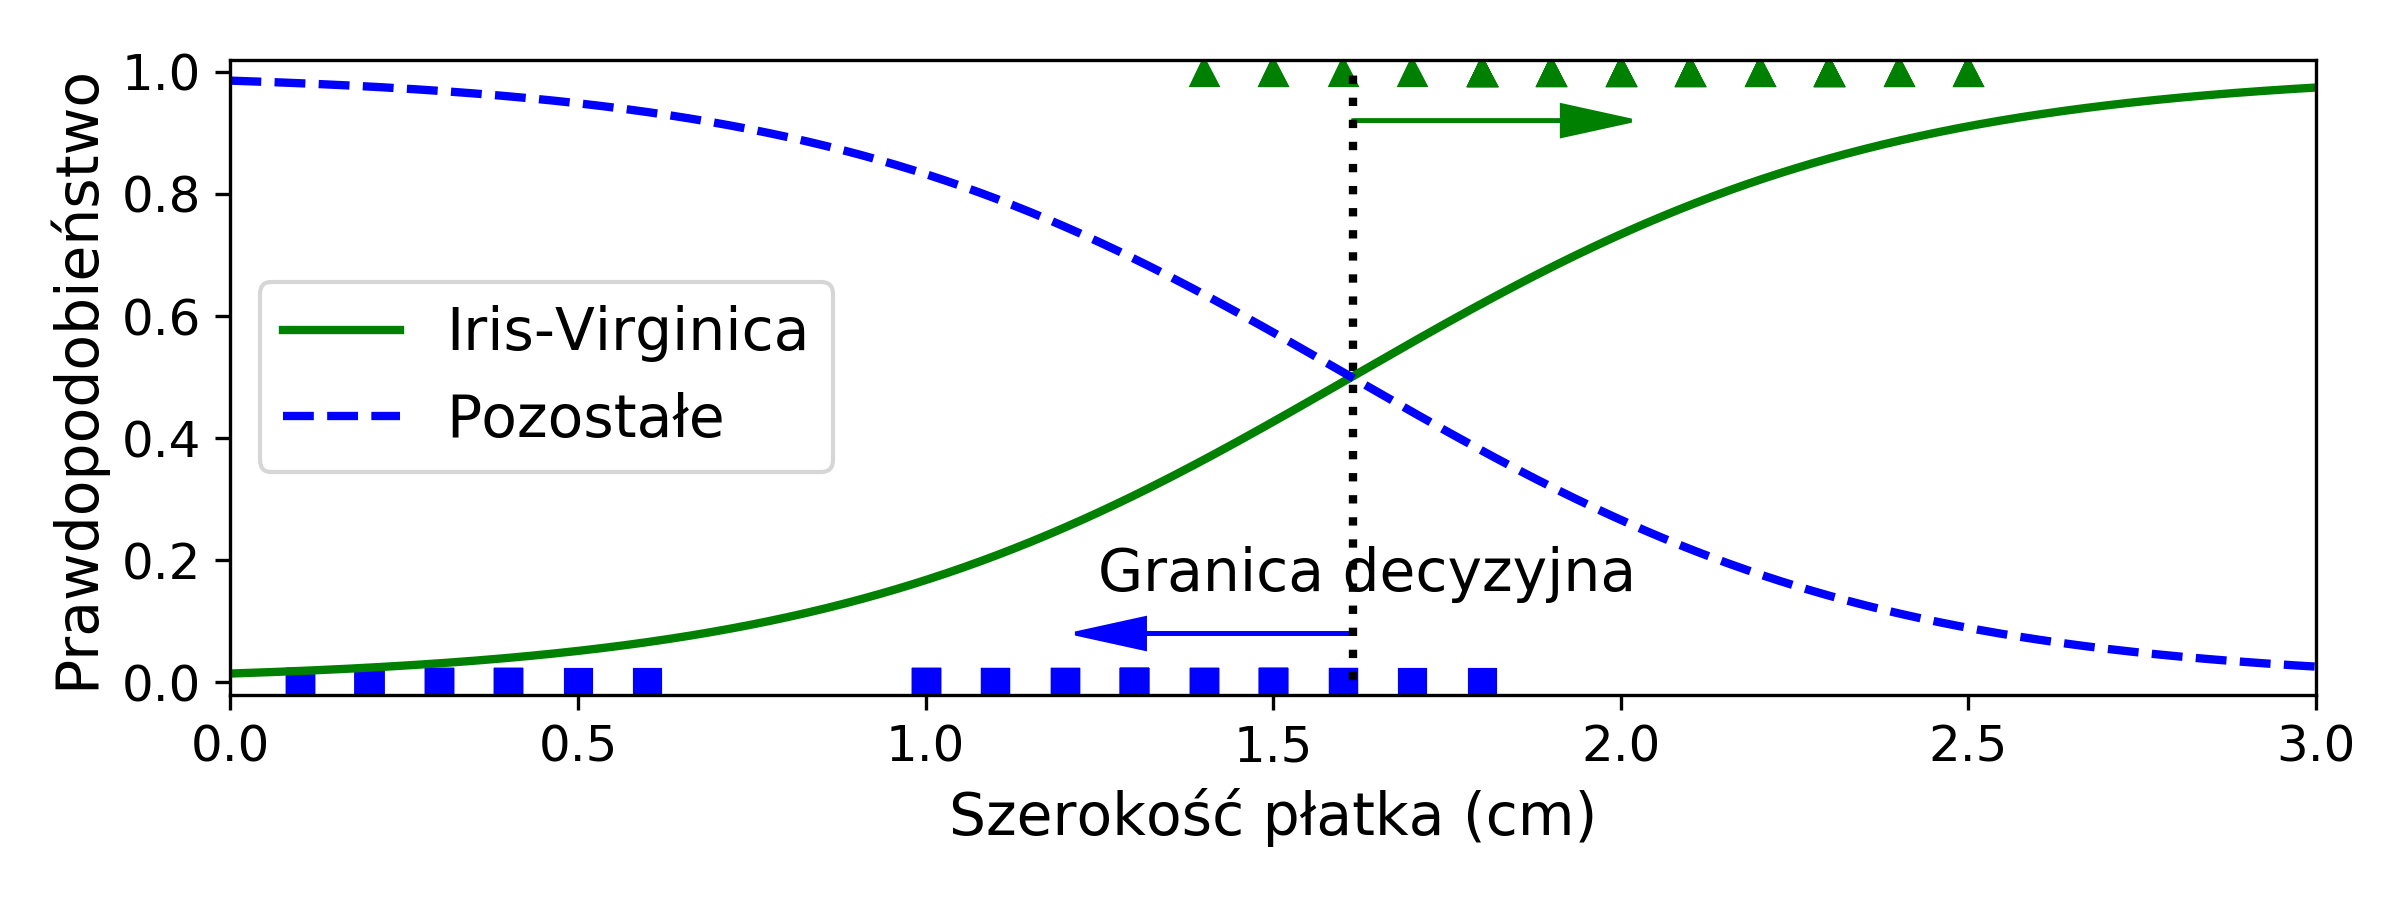 Prawdopodobieństwo
1.0
0.8
0.6
0.4
0.2
0.0
Iris-Virginica
Pozostałe
Granica decyzyjna
0.0 0.5 1.0 1.5 2.0 2.5 3.0
Szerokość płatka (cm)